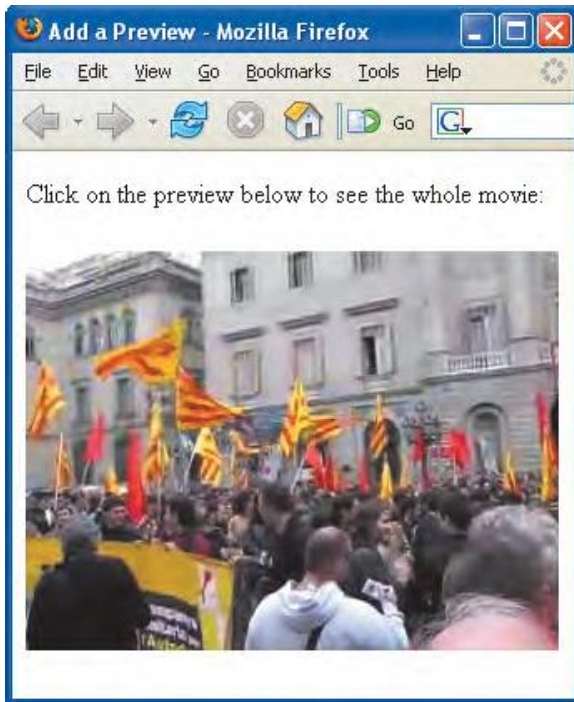 Add a Preview - Mozilla Firefox
File Edit View Go Bookmarks Tools Help
Go G
Click on the preview below to see the whole movie: